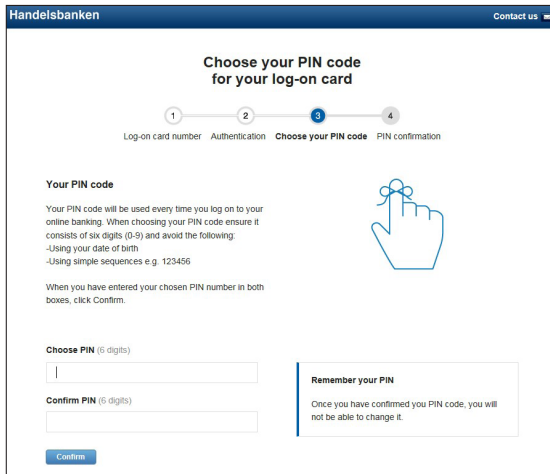 Handelsbanken
Contact us
Choose your PIN code
for your log-on card
1 2 3 4
Log-on card number Authentication Choose your PIN code PIN confirmation
Your PIN code
Your PIN code will be used every time you log on to your
online banking. When choosing your PIN code ensure it
consists of six digits (0-9) and avoid the following:
-Using your date of birth
-Using simple sequences e.g. 123456
When you have entered your chosen PIN number in both
boxes, click Confirm.
Choose PIN (6 digits)
Confirm PIN (6 digits)
Confirm
Remember your PIN
Once you have confirmed you PIN code, you will
not be able to change it.